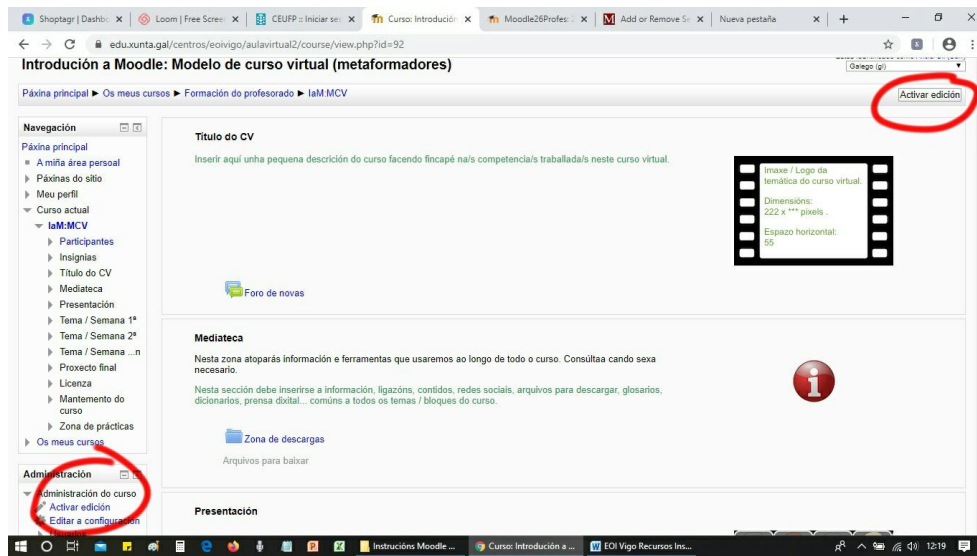 Shoptagr | Dashbo
Loom | Free Screen
CEUFP :: Iniciar ses
Curso: Introdución
Moodle26Profes:
Add or Remove Se
Nueva pestaña
edu.xunta.gal/centros/eoivigo/aulavirtual2/course/view.php?id=92
Introdución a Moodle: Modelo de curso virtual (metaformadores)
Galego (gl)
Páxina principal ► Os meus cursos ► Formación do profesorado ► IaM:MCV
Activar edición
Navegación
Páxina principal
A miña área persoal
Páxinas do sitio
Meu perfil
Curso actual
IaM:MCV
Participantes
Insignias
Título do CV
Mediateca
Presentación
Tema / Semana 1ª
Tema / Semana 2ª
Tema / Semana ...n
Proxecto final
Licenza
Mantemento do
curso
Zona de prácticas
Os meus cursos
Administración
Administración do curso
Activar edición
Editar a configuración
Título do CV
Inserir aquí unha pequena descrición do curso facendo fincapé na/s competencia/s traballada/s neste curso virtual.
Imaxe / Logo da
temática do curso virtual.
Dimensións:
222 x *** pixels .
Espazo horizontal:
55
Foro de novas
Mediateca
Nesta zona atoparás información e ferramentas que usaremos ao longo de todo o curso. Consúltaa cando sexa
necesario.
Nesta sección debe inserirse a información, ligazóns, contidos, redes sociais, arquivos para descargar, glosarios,
dicionarios, prensa dixital... comúns a todos os temas / bloques do curso.
Zona de descargas
Arquivos para baixar
Presentación
Instrucións Moodle ...
Curso: Introdución a ...
EOI Vigo Recursos Ins...
12:19